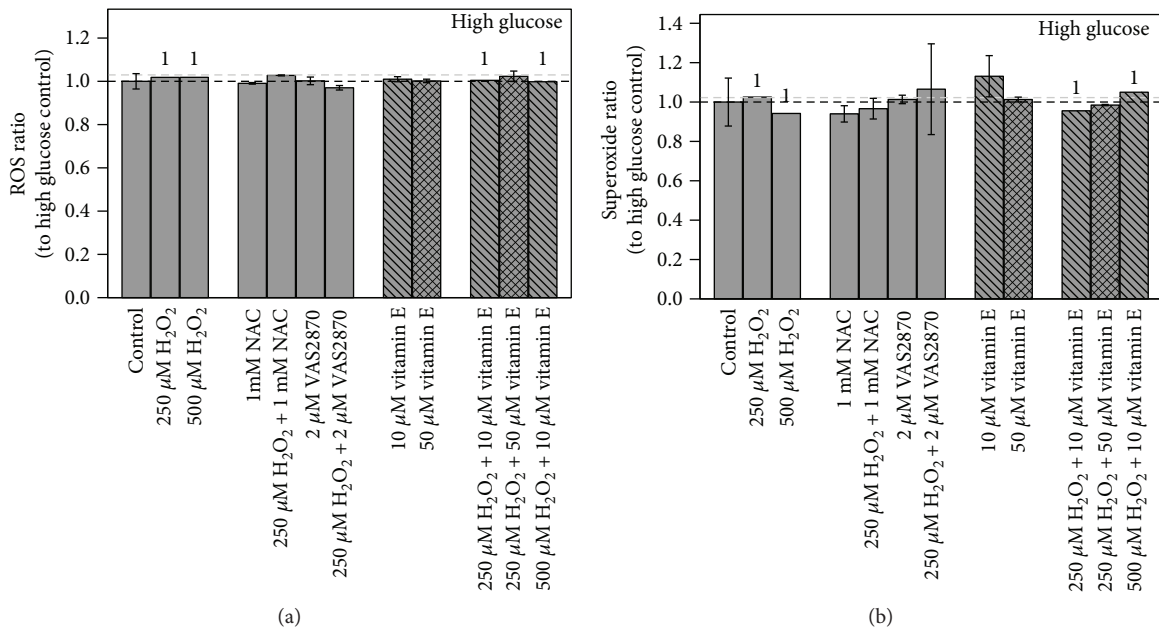 High glucose
1 1 1 1
1.2
1.0
0.8
0.6
0.4
0.2
0.0
ROS ratio
(to high glucose control)
Control
250 μM H₂O₂
500 μM H₂O₂
1mM NAC
250 μM H₂O₂ + 1 mM NAC
2 μM VAS2870
250 μM H₂O₂ + 2 μM VAS2870
10 μM vitamin E
50 μM vitamin E
250 μM H₂O₂ + 10 μM vitamin E
250 μM H₂O₂ + 50 μM vitamin E
500 μM H₂O₂ + 10 μM vitamin E
(a)
High glucose
1 1 1 1
1.4
1.2
1.0
0.8
0.6
0.4
0.2
0.0
Superoxide ratio
(to high glucose control)
Control
250 μM H₂O₂
500 μM H₂O₂
1 mM NAC
250 μM H₂O₂ + 1 mM NAC
2 μM VAS2870
250 μM H₂O₂ + 2 μM VAS2870
10 μM vitamin E
50 μM vitamin E
250 μM H₂O₂ + 10 μM vitamin E
250 μM H₂O₂ + 50 μM vitamin E
500 μM H₂O₂ + 10 μM vitamin E
(b)